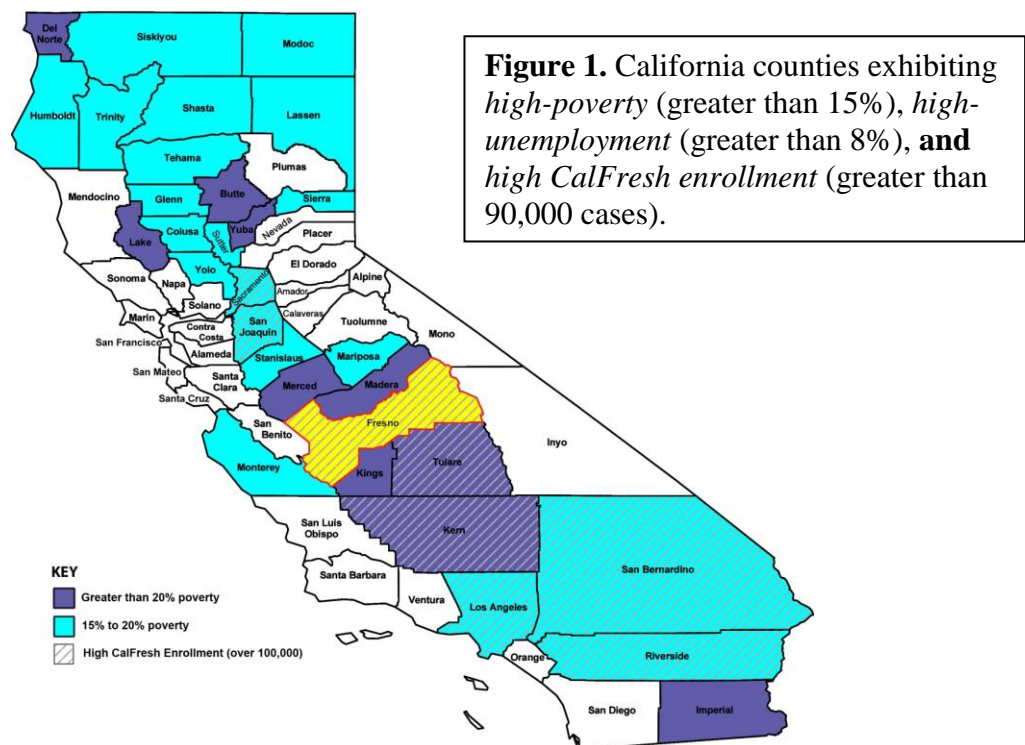 Del
Norte
Siskiyou
Modoc
Figure 1. California counties exhibiting
high-poverty (greater than 15%), high-
unemployment (greater than 8%), and
high CalFresh enrollment (greater than
90,000 cases).
Humboldt
Trinity
Shasta
Lassen
Tehama
Plumas
Mendocino
Glenn
Butte
Sierra
Lake
Colusa
Sutter
Yuba
Nevada
Placer
Yolo
El Dorado
Sonoma
Napa
Sacramento
Alpine
Amador
Solano
Calaveras
Marin
Contra
Costa
San
Joaquin
Tuolumne
Mono
San Francisco
Alameda
Stanislaus
Mariposa
San Mateo
Santa
Clara
Merced
Madera
Santa Cruz
San
Benito
Fresno
Inyo
Monterey
Kings
Tulare
San Luis
Obispo
Kern
San Bernardino
KEY
Greater than 20% poverty
15% to 20% poverty
High CalFresh Enrollment (over 100,000)
Santa Barbara
Ventura
Los Angeles
Orange
Riverside
San Diego
Imperial